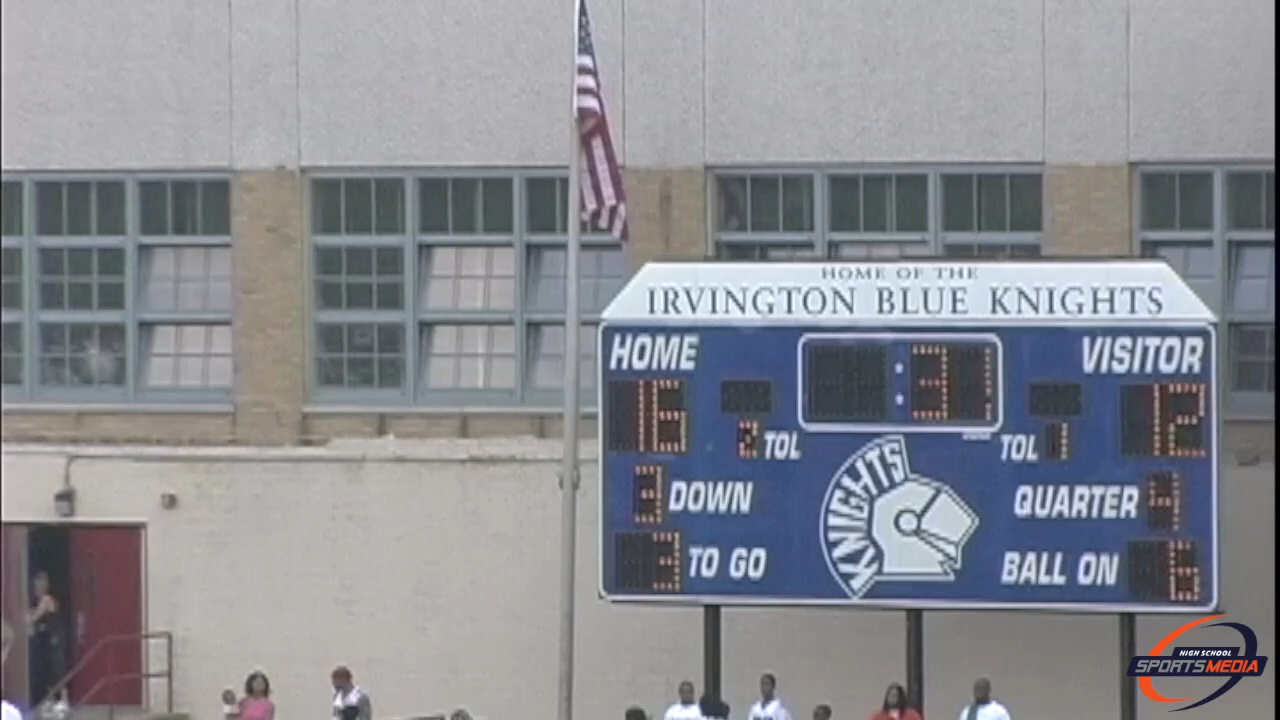 HOME OF THE
IRVINGTON BLUE KNIGHTS
HOME
VISITOR
16
:31
12
2 TOL
TOL 1
3 DOWN
KNIGHTS
QUARTER 4
3 TO GO
BALL ON 6
HIGH SCHOOL
SPORTSMEDIA